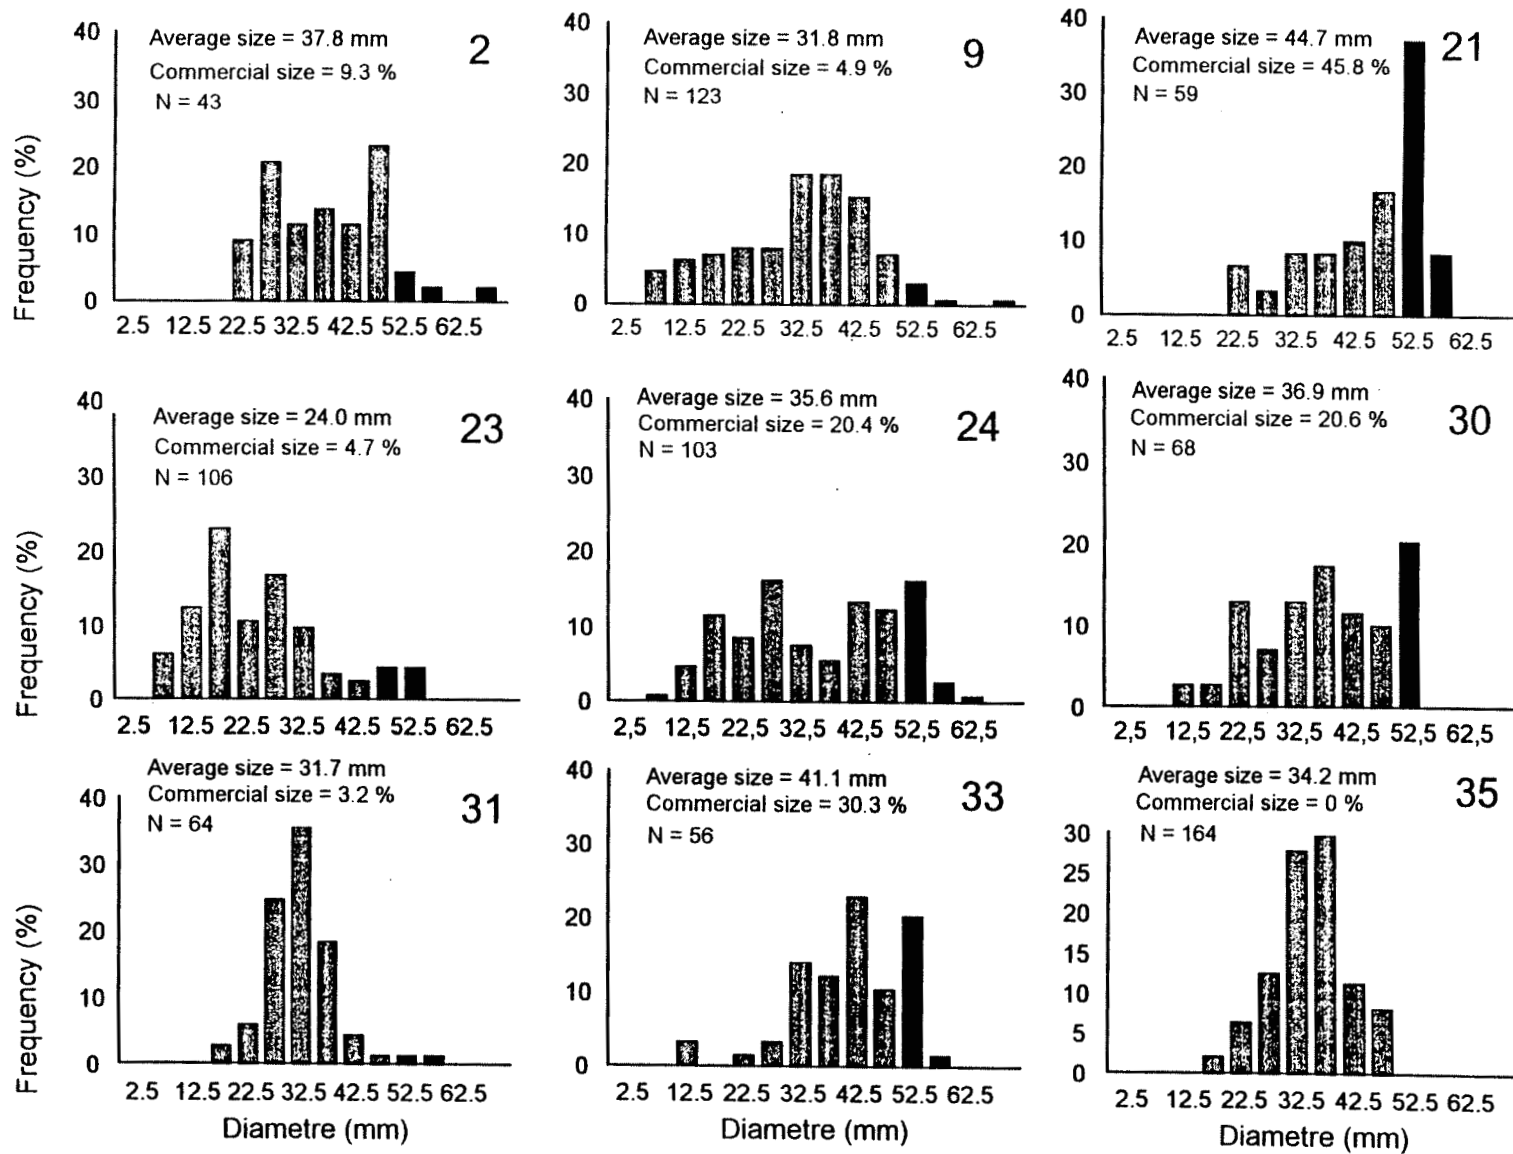 Average size = 37.8 mm
Commercial size = 9.3 %
N = 43
2
Frequency (%)
40
30
20
10
0
2.5 12.5 22.5 32.5 42.5 52.5 62.5
Average size = 31.8 mm
Commercial size = 4.9 %
N = 123
9
40
30
20
10
0
2.5 12.5 22.5 32.5 42.5 52.5 62.5
Average size = 44.7 mm
Commercial size = 45.8 %
N = 59
21
40
30
20
10
0
2.5 12.5 22.5 32.5 42.5 52.5 62.5
Average size = 24.0 mm
Commercial size = 4.7 %
N = 106
23
Frequency (%)
40
30
20
10
0
2.5 12.5 22.5 32.5 42.5 52.5 62.5
Average size = 35.6 mm
Commercial size = 20.4 %
N = 103
24
40
30
20
10
0
2,5 12,5 22,5 32,5 42,5 52,5 62,5
Average size = 36.9 mm
Commercial size = 20.6 %
N = 68
30
40
30
20
10
0
2,5 12,5 22,5 32,5 42,5 52,5 62,5
Average size = 31.7 mm
Commercial size = 3.2 %
N = 64
31
Frequency (%)
40
30
20
10
0
2.5 12.5 22.5 32.5 42.5 52.5 62.5
Diametre (mm)
Average size = 41.1 mm
Commercial size = 30.3 %
N = 56
33
40
30
20
10
0
2.5 12.5 22.5 32.5 42.5 52.5 62.5
Diametre (mm)
Average size = 34.2 mm
Commercial size = 0 %
N = 164
35
30
25
20
15
10
5
0
2.5 12.5 22.5 32.5 42.5 52.5 62.5
Diametre (mm)